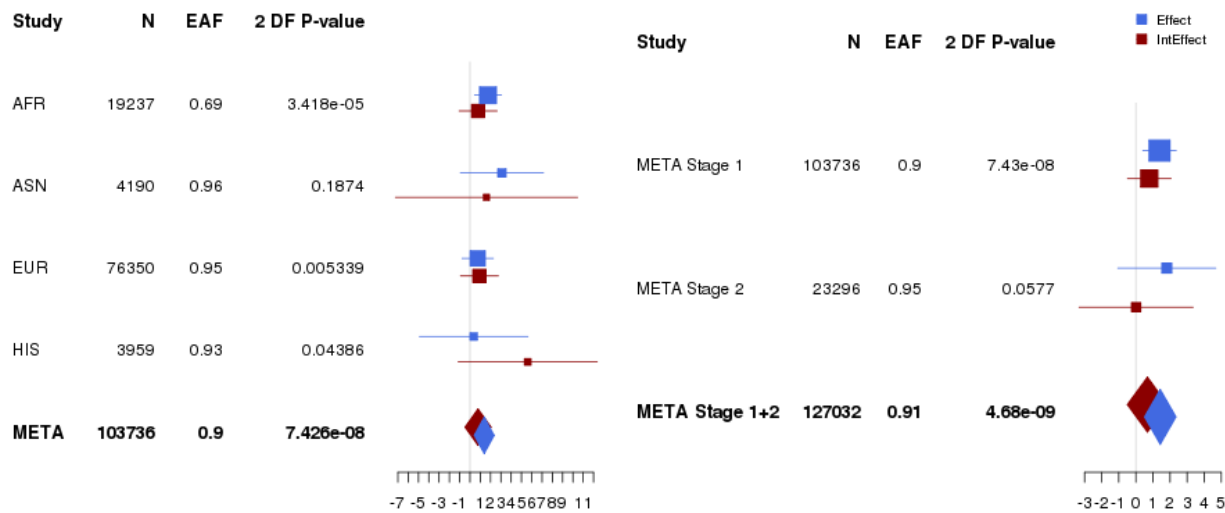 Study N EAF 2 DF P-value
AFR 19237 0.69 3.418e-05
ASN 4190 0.96 0.1874
EUR 76350 0.95 0.005339
HIS 3959 0.93 0.04386
META 103736 0.9 7.426e-08
-7 -5 -3 -1 1 2 3 4 5 6 7 8 9 11
Effect
IntEffect
Study N EAF 2 DF P-value
META Stage 1 103736 0.9 7.43e-08
META Stage 2 23296 0.95 0.0577
META Stage 1+2 127032 0.91 4.68e-09
-3 -2 -1 0 1 2 3 4 5